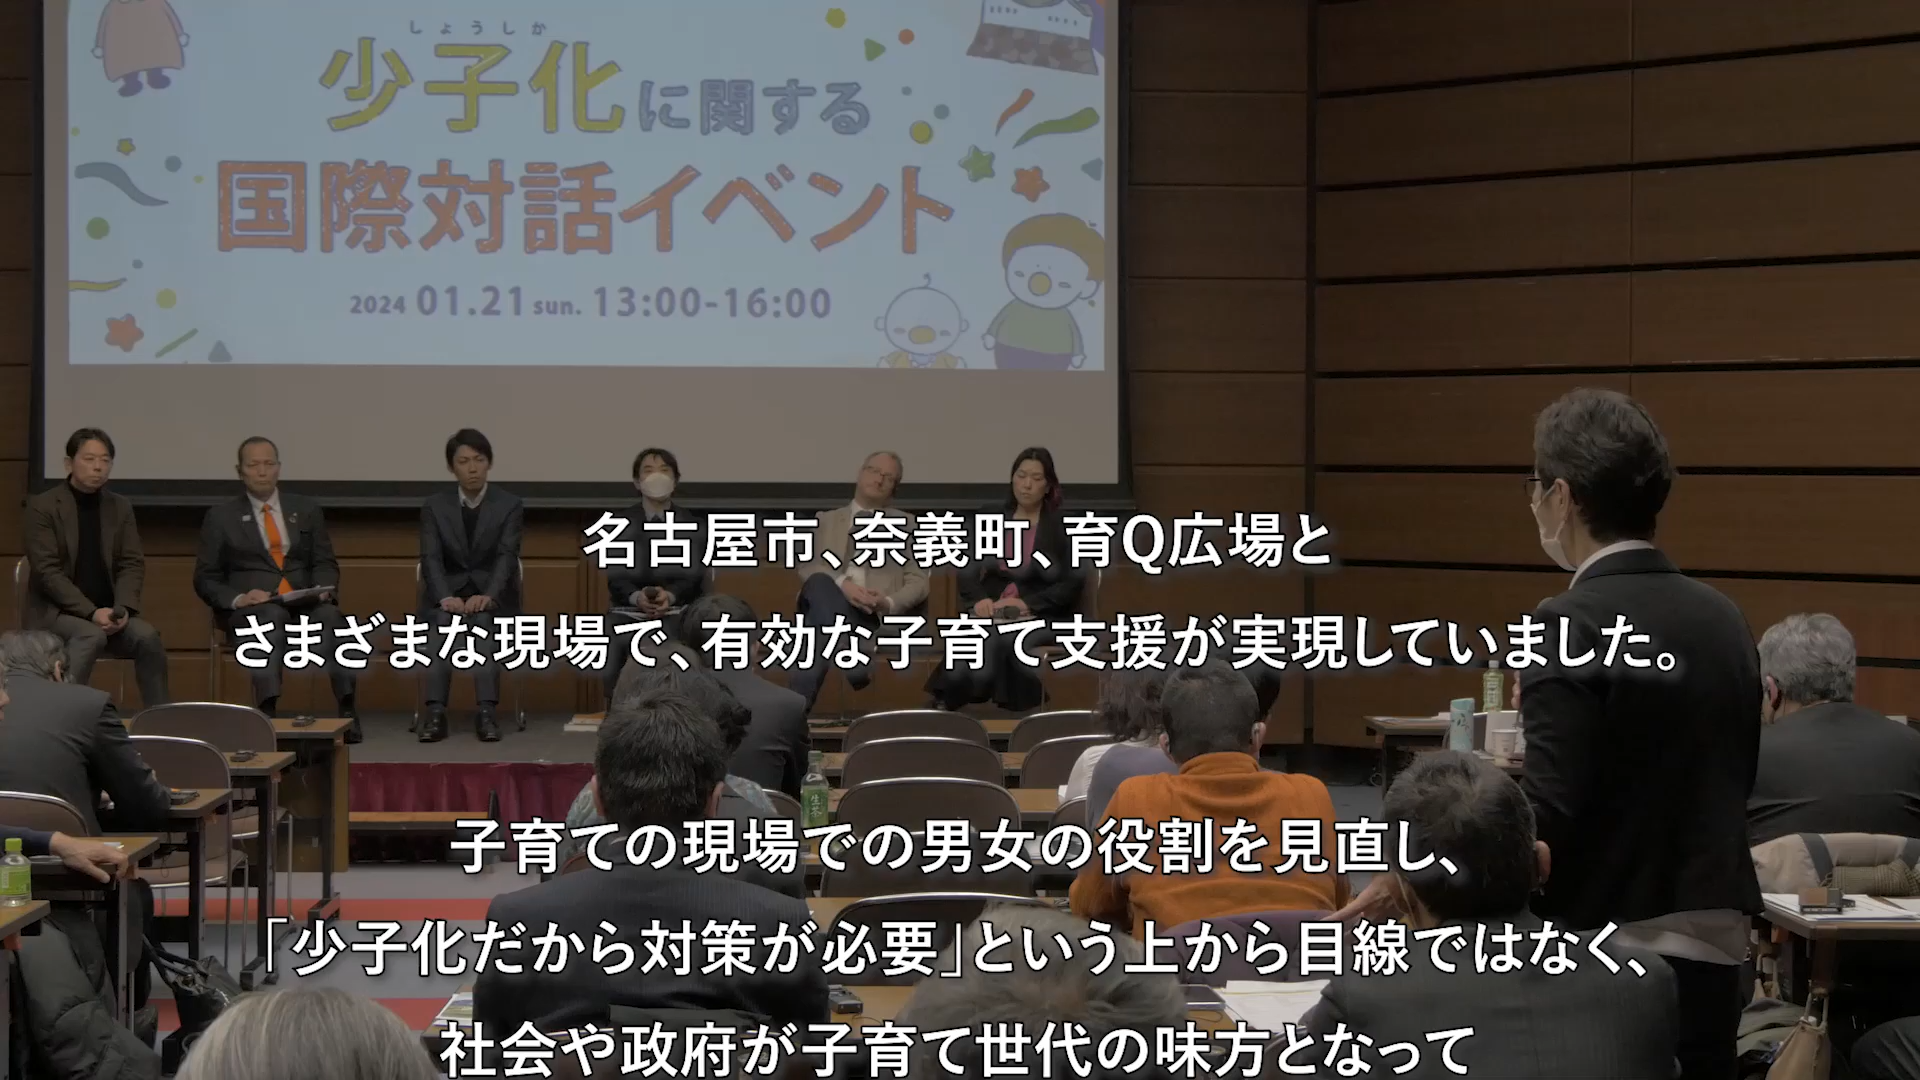 しょうしか
少子化に関する
国際対話イベント
2024 01.21 sun. 13:00-16:00
名古屋市、奈義町、育Q広場と
さまざまな現場で、有効な子育て支援が実現していました。
子育ての現場での男女の役割を見直し、
「少子化だから対策が必要」という上から目線ではなく、
社会や政府が子育て世代の味方となって
生茶